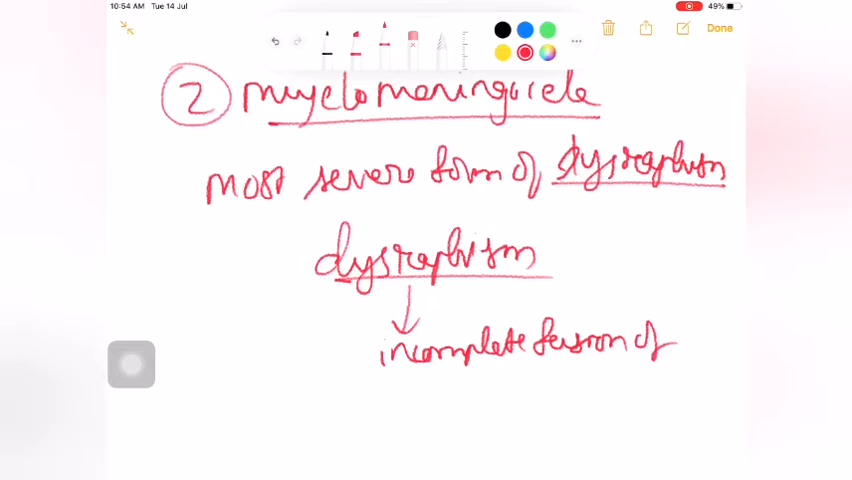 10:54 AM Tue 14 Jul
49%
Done
2 myelomeningocele
most severe form of dysraphism
dysraphism
incomplete fusion of